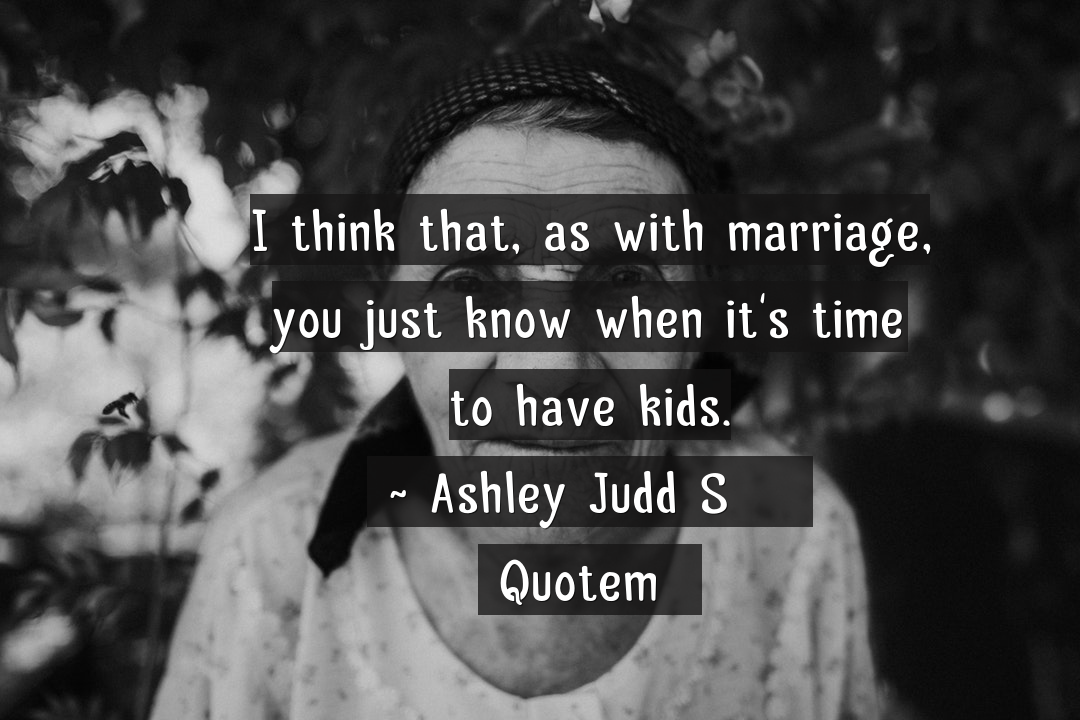 I think that, as with marriage,
you just know when it's time
to have kids.
~ Ashley Judd S
Quotem